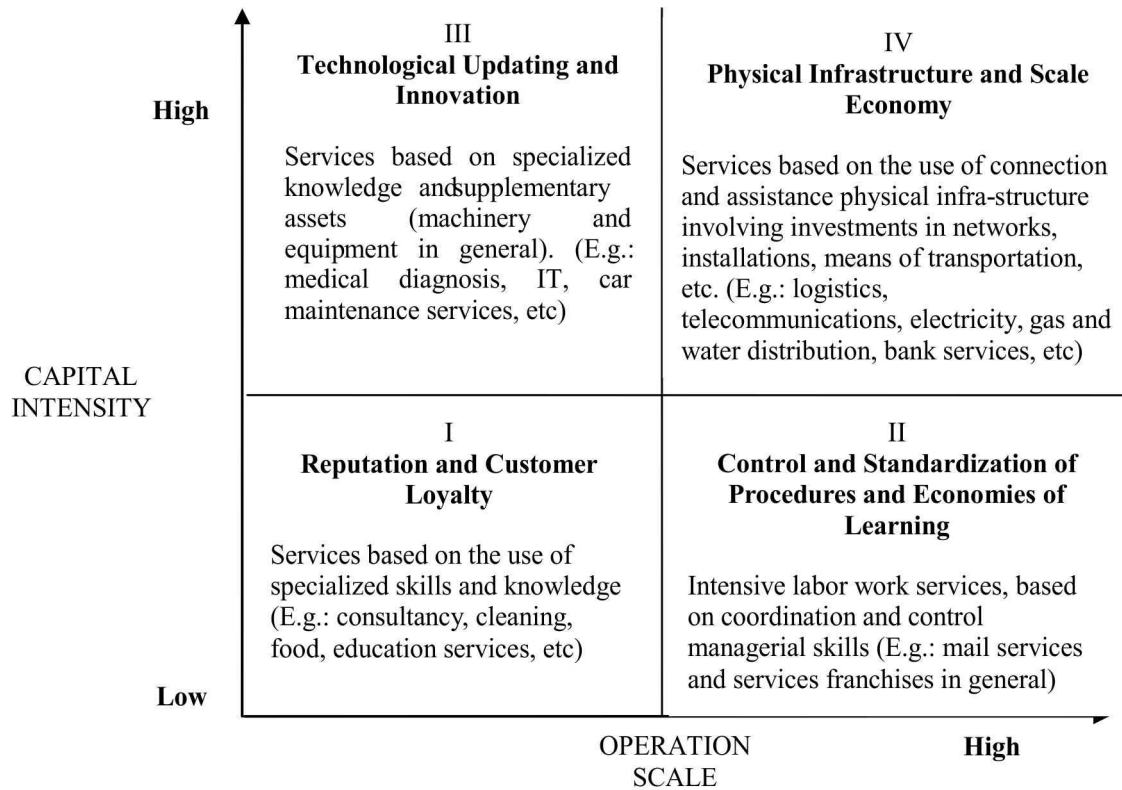 III
Technological Updating and
Innovation
Services based on specialized
knowledge andsupplementary
assets (machinery and
equipment in general). (E.g.:
medical diagnosis, IT, car
maintenance services, etc)
IV
Physical Infrastructure and Scale
Economy
Services based on the use of connection
and assistance physical infra-structure
involving investments in networks,
installations, means of transportation,
etc. (E.g.: logistics,
telecommunications, electricity, gas and
water distribution, bank services, etc)
High
CAPITAL
INTENSITY
I
Reputation and Customer
Loyalty
Services based on the use of
specialized skills and knowledge
(E.g.: consultancy, cleaning,
food, education services, etc)
II
Control and Standardization of
Procedures and Economies of
Learning
Intensive labor work services, based
on coordination and control
managerial skills (E.g.: mail services
and services franchises in general)
Low
OPERATION
SCALE
High